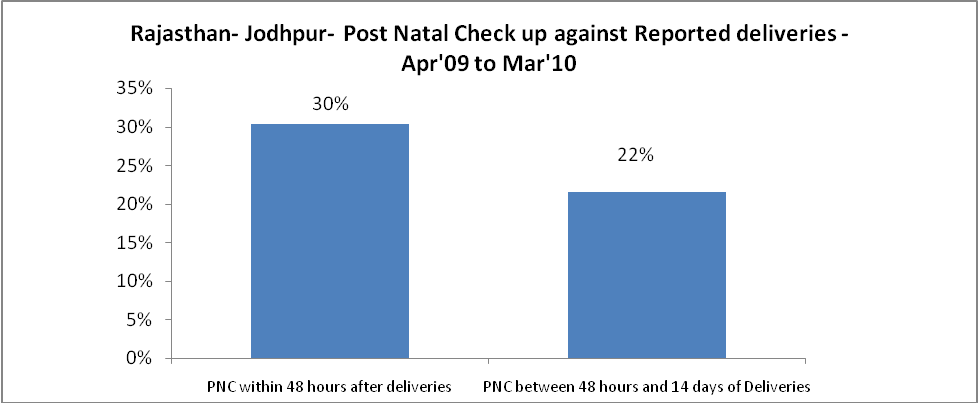 Rajasthan- Jodhpur- Post Natal Check up against Reported deliveries -
Apr'09 to Mar'10
35%
30%
25%
20%
15%
10%
5%
0%
30%
22%
PNC within 48 hours after deliveries
PNC between 48 hours and 14 days of Deliveries